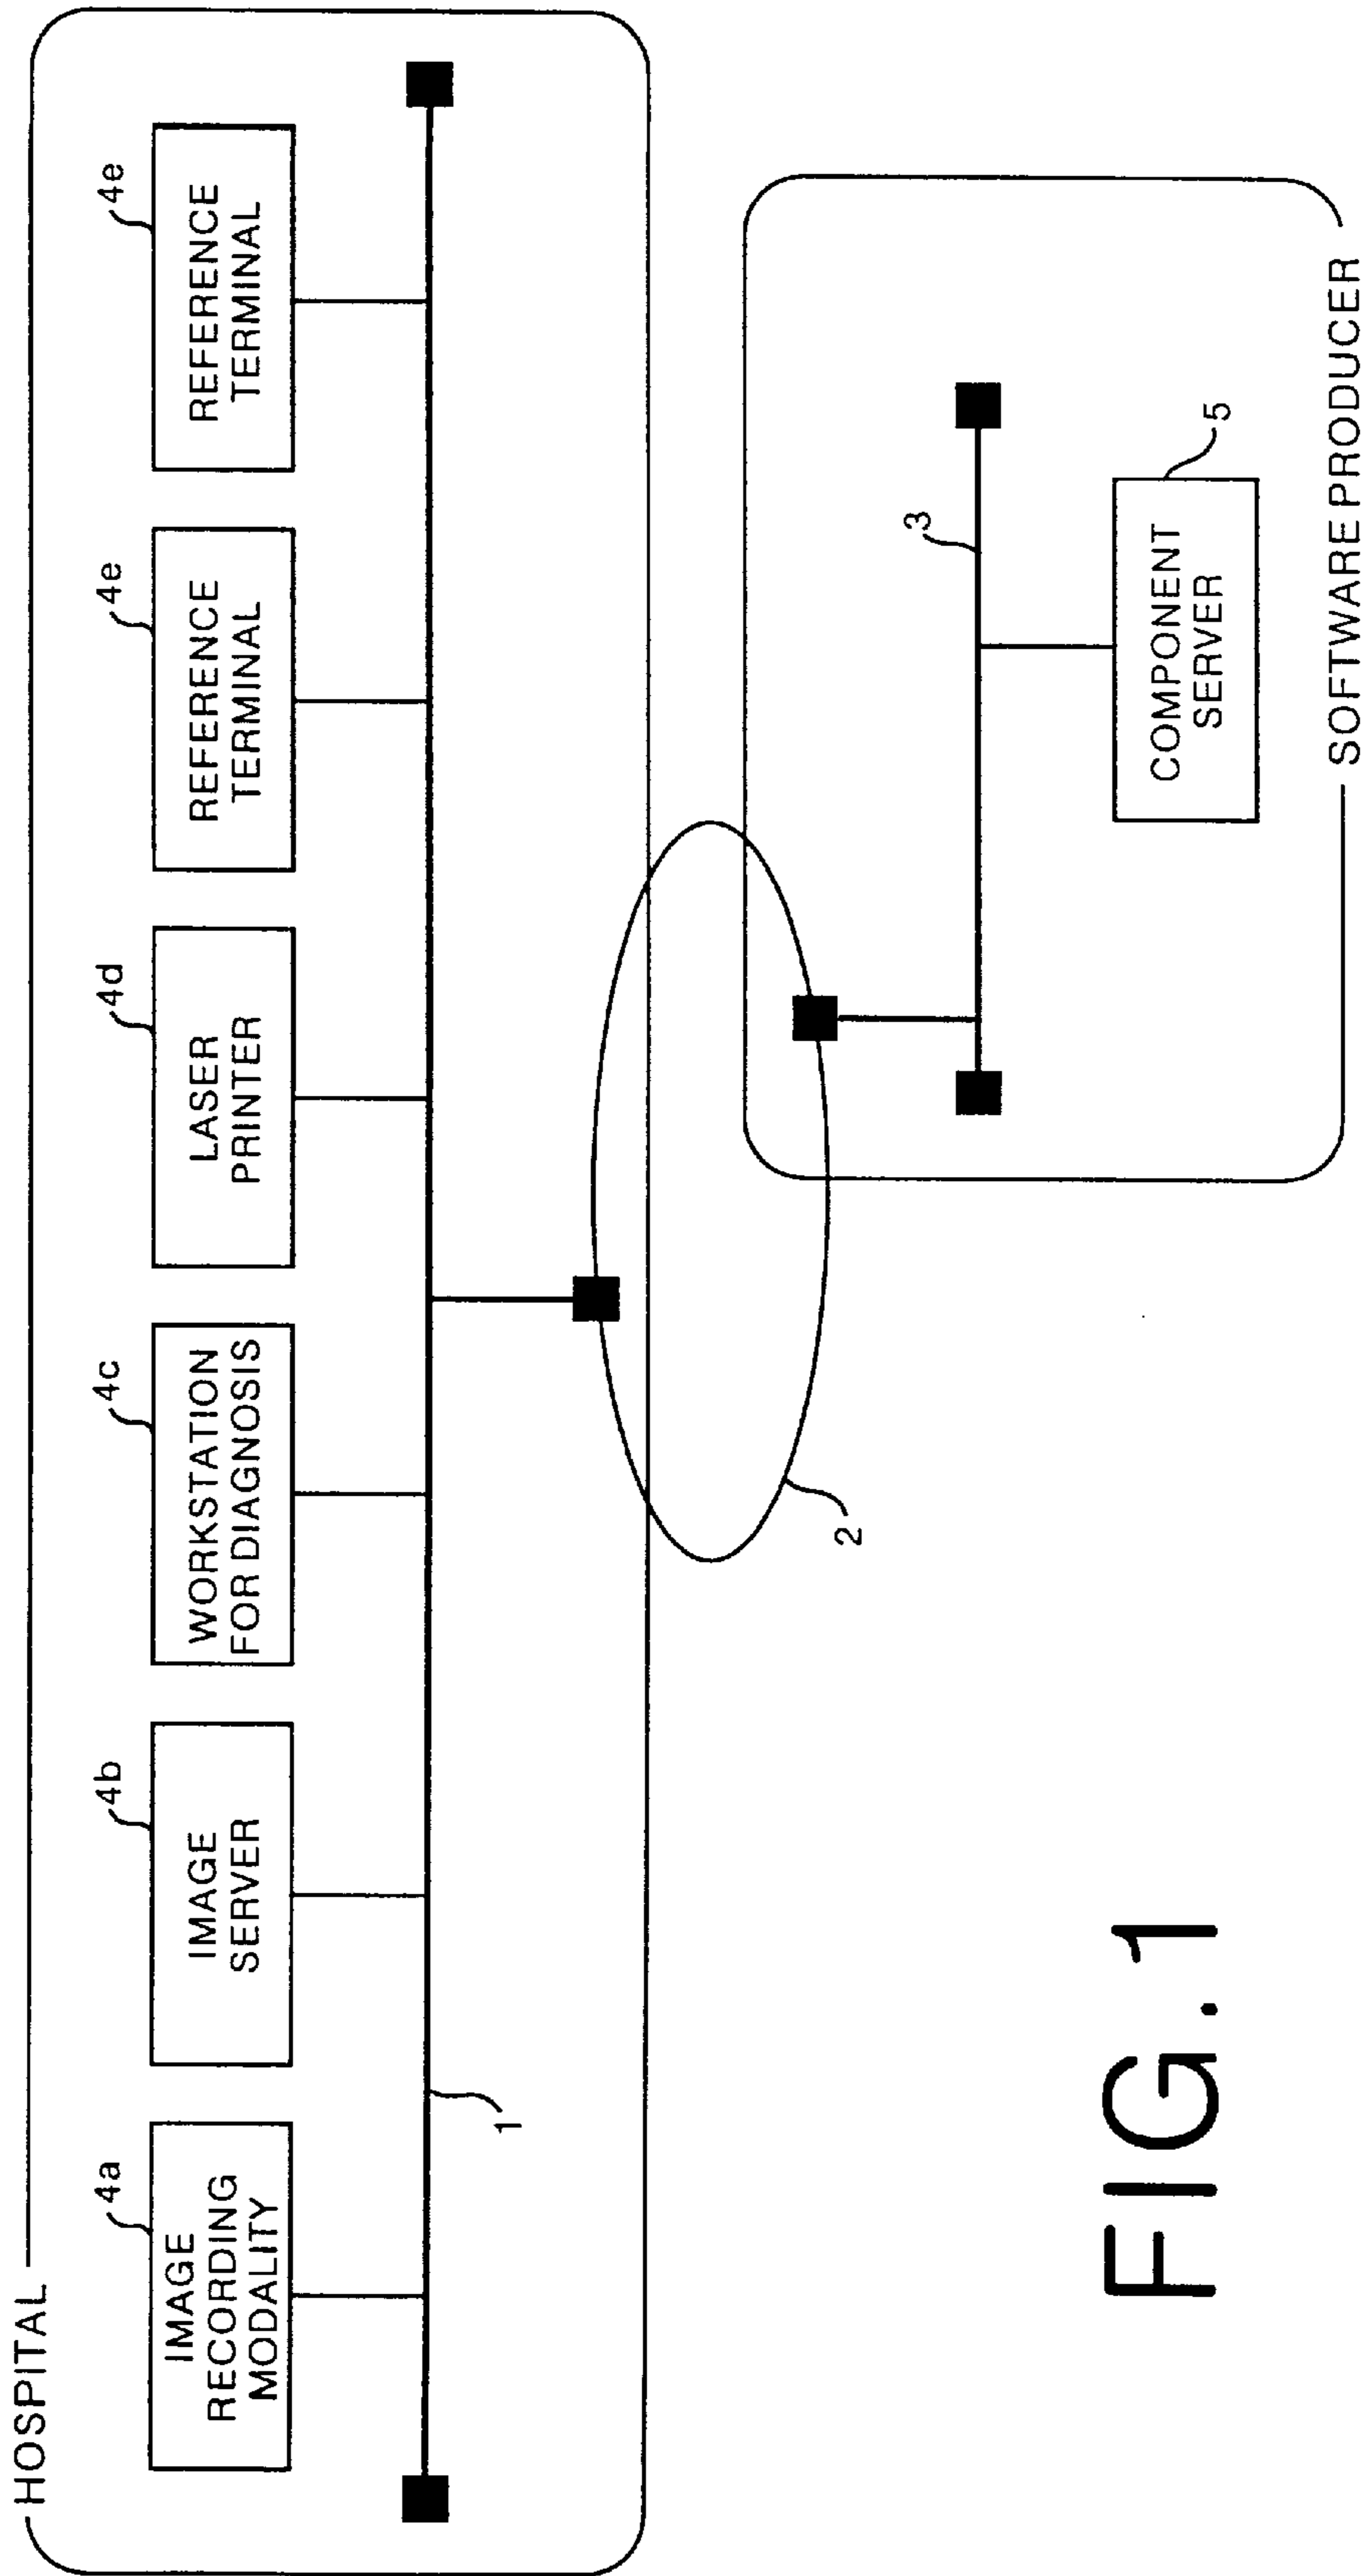 HOSPITAL
4a
IMAGE
RECORDING
MODALITY
4b
IMAGE
SERVER
4c
WORKSTATION
FOR DIAGNOSIS
4d
LASER
PRINTER
4e
REFERENCE
TERMINAL
4e
REFERENCE
TERMINAL
1
2
3
COMPONENT
SERVER
5
SOFTWARE PRODUCER
FIG.1